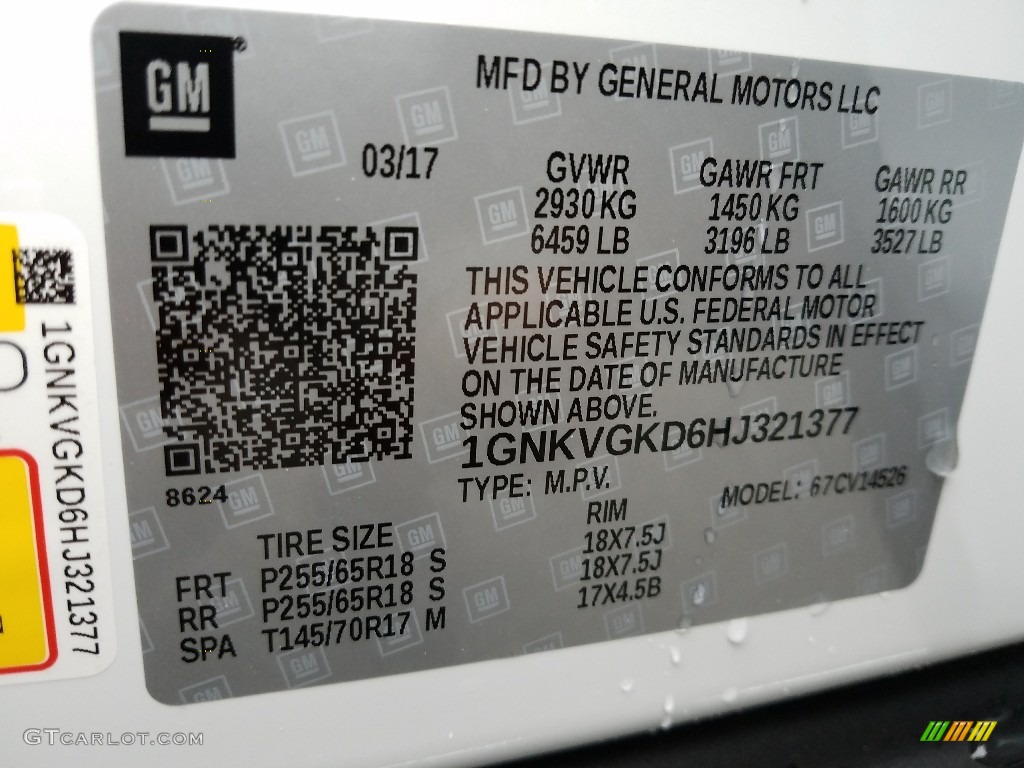 GM
MFD BY GENERAL MOTORS LLC
03/17
GVWR GAWR FRT GAWR RR
2930 KG 1450 KG 1600 KG
6459 LB 3196 LB 3527 LB
THIS VEHICLE CONFORMS TO ALL
APPLICABLE U.S. FEDERAL MOTOR
VEHICLE SAFETY STANDARDS IN EFFECT
ON THE DATE OF MANUFACTURE
SHOWN ABOVE.
1GNKVGKD6HJ321377
8624
TYPE: M.P.V. MODEL: 67CV14526
TIRE SIZE RIM
FRT P255/65R18 S 18X7.5J
RR P255/65R18 S 18X7.5J
SPA T145/70R17 M 17X4.5B
1GNKVGKD6HJ321377
GTcarlot.com